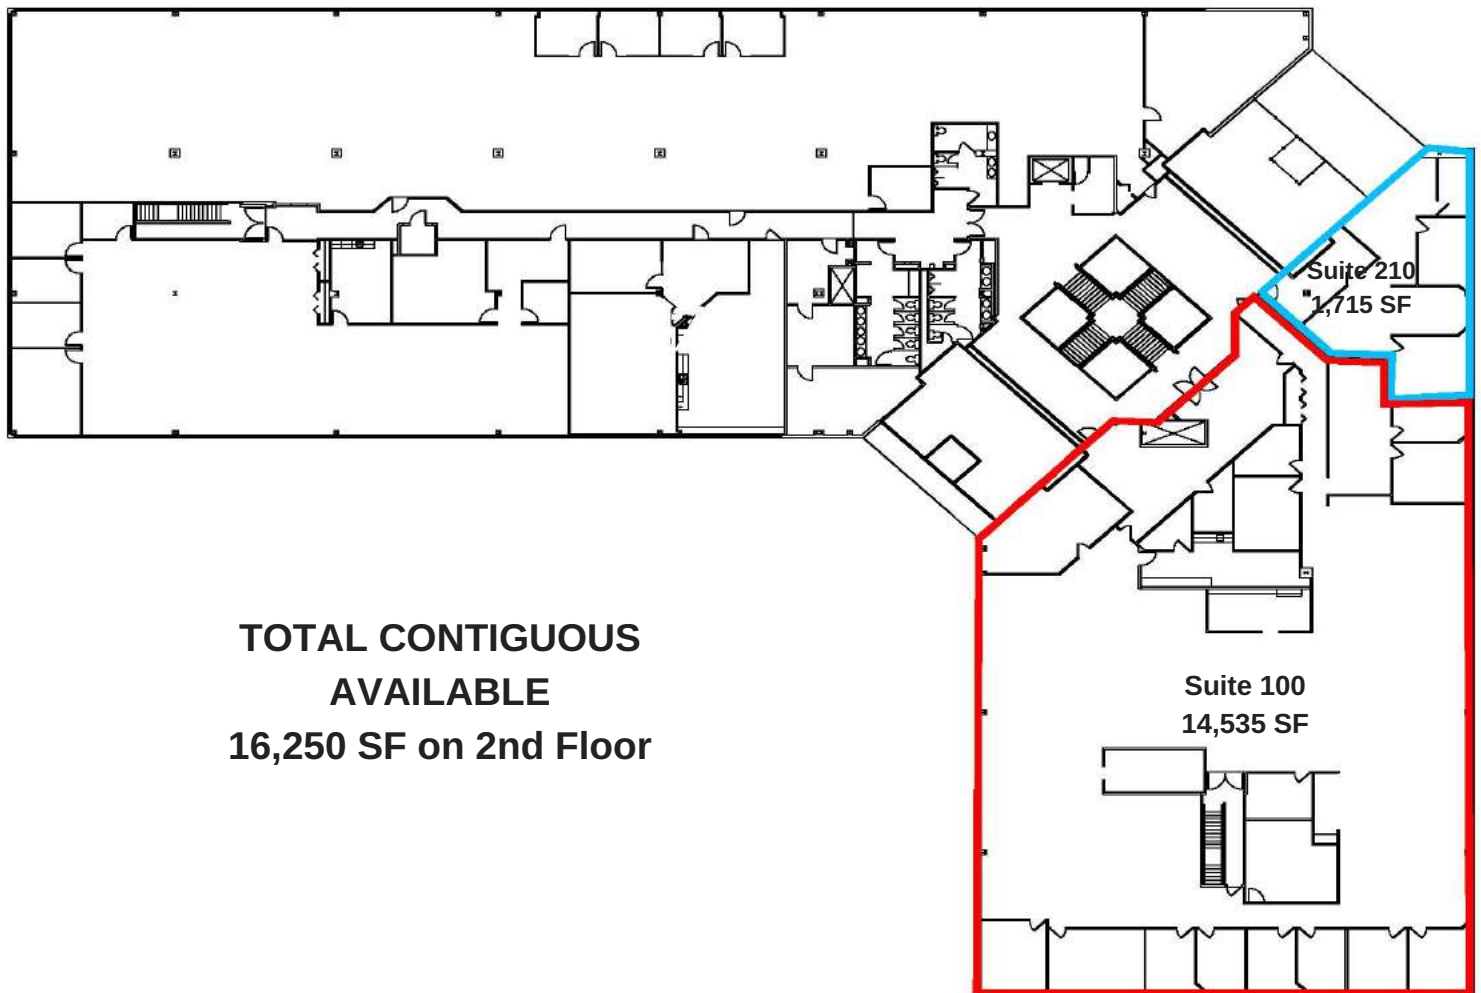 Suite 210
1,715 SF
TOTAL CONTIGUOUS
AVAILABLE
16,250 SF on 2nd Floor
Suite 100
14,535 SF